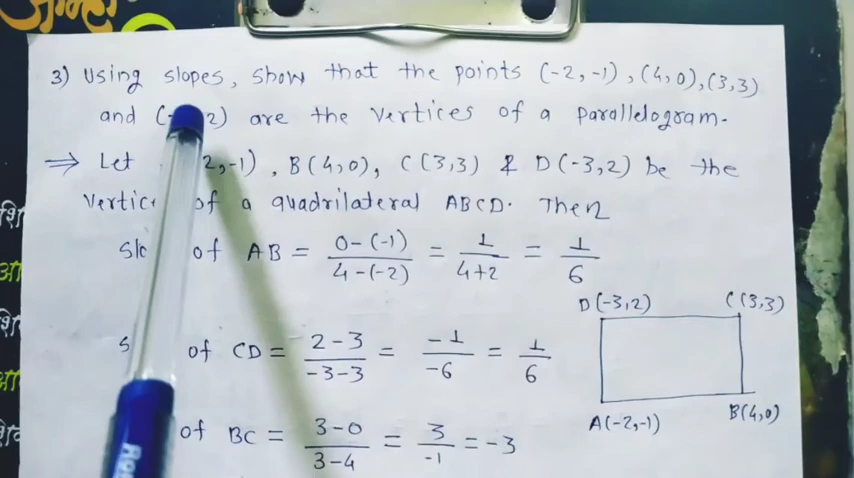 आम्हा
3) Using slopes, show that the points (-2,-1), (4,0), (3,3)
and 2) are the vertices of a parallelogram.
⇒ Let 2,-1), B(4,0), C(3,3) & D(-3,2) be the
of a quadrilateral ABCD. Then
of AB = 0-(-1)/4-(-2) = 1/4+2 = 1/6
of CD = 2-3/-3-3 = -1/-6 = 1/6
of BC = 3-0/3-4 = 3/-1 = -3
D(-3,2) C(3,3)
A(-2,-1) B(4,0)